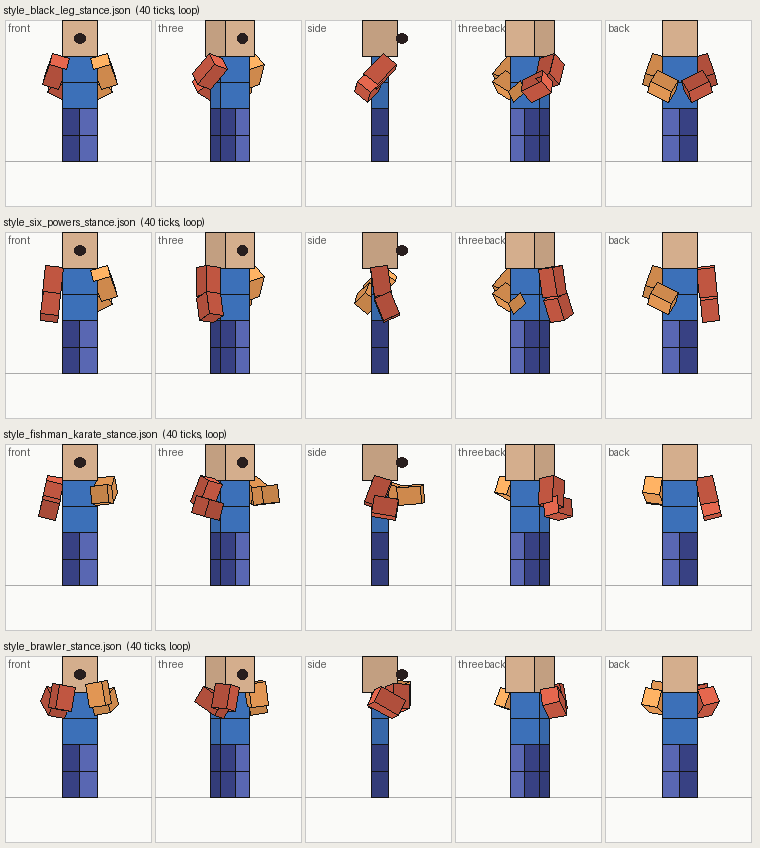 style_black_leg_stance.json (40 ticks, loop)
front three side threeback back
style_six_powers_stance.json (40 ticks, loop)
front three side threeback back
style_fishman_karate_stance.json (40 ticks, loop)
front three side threeback back
style_brawler_stance.json (40 ticks, loop)
front three side threeback back